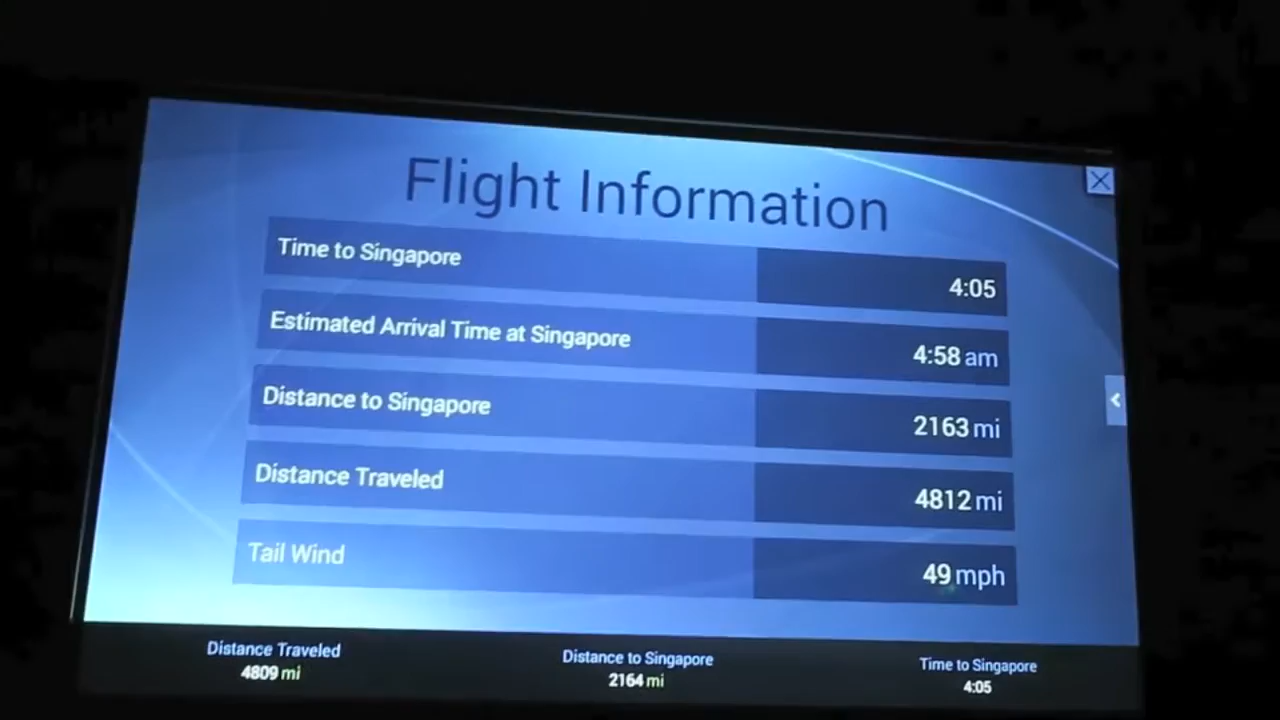 Flight Information
Time to Singapore 4:05
Estimated Arrival Time at Singapore 4:58 am
Distance to Singapore 2163 mi
Distance Traveled 4812 mi
Tail Wind 49 mph
Distance Traveled Distance to Singapore Time to Singapore
4809 mi 2164 mi 4:05